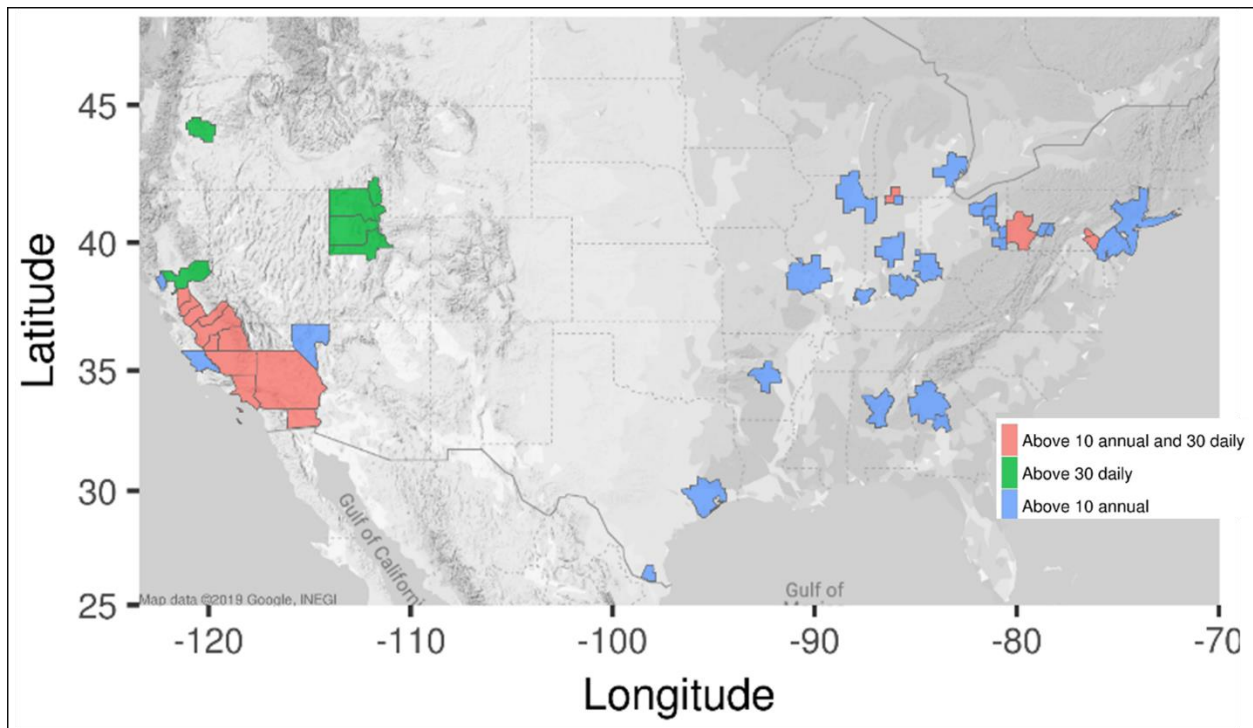 45
40
35
30
25
Latitude
Gulf of Californi
Gulf of
Map data ©2019 Google, INEGI
Above 10 annual and 30 daily
Above 30 daily
Above 10 annual
-120
-110
-100
-90
-80
-70
Longitude